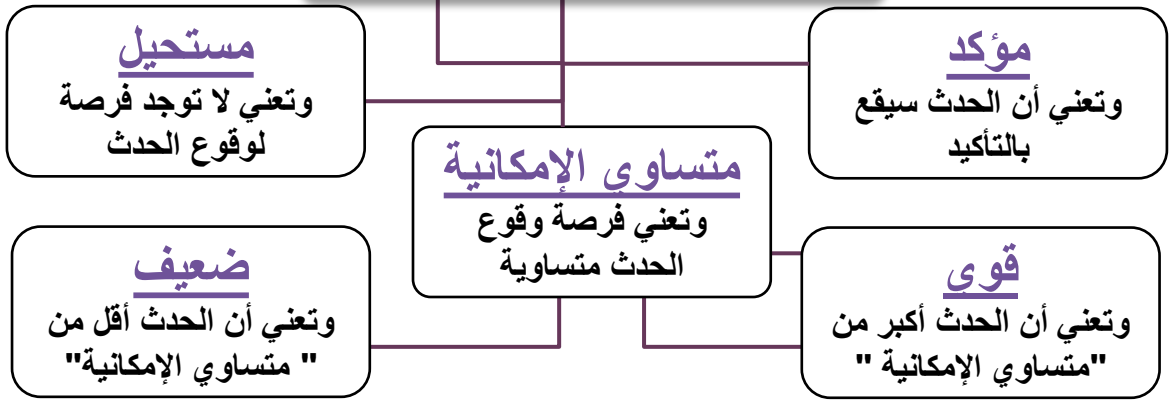 مؤكد
وتعني أن الحدث سيقع
بالتأكيد
مستحيل
وتعني لا توجد فرصة
لوقوع الحدث
متساوي الإمكانية
وتعني فرصة وقوع
الحدث متساوية
قوي
وتعني أن الحدث أكبر من
"متساوي الإمكانية "
ضعيف
وتعني أن الحدث أقل من
" متساوي الإمكانية"